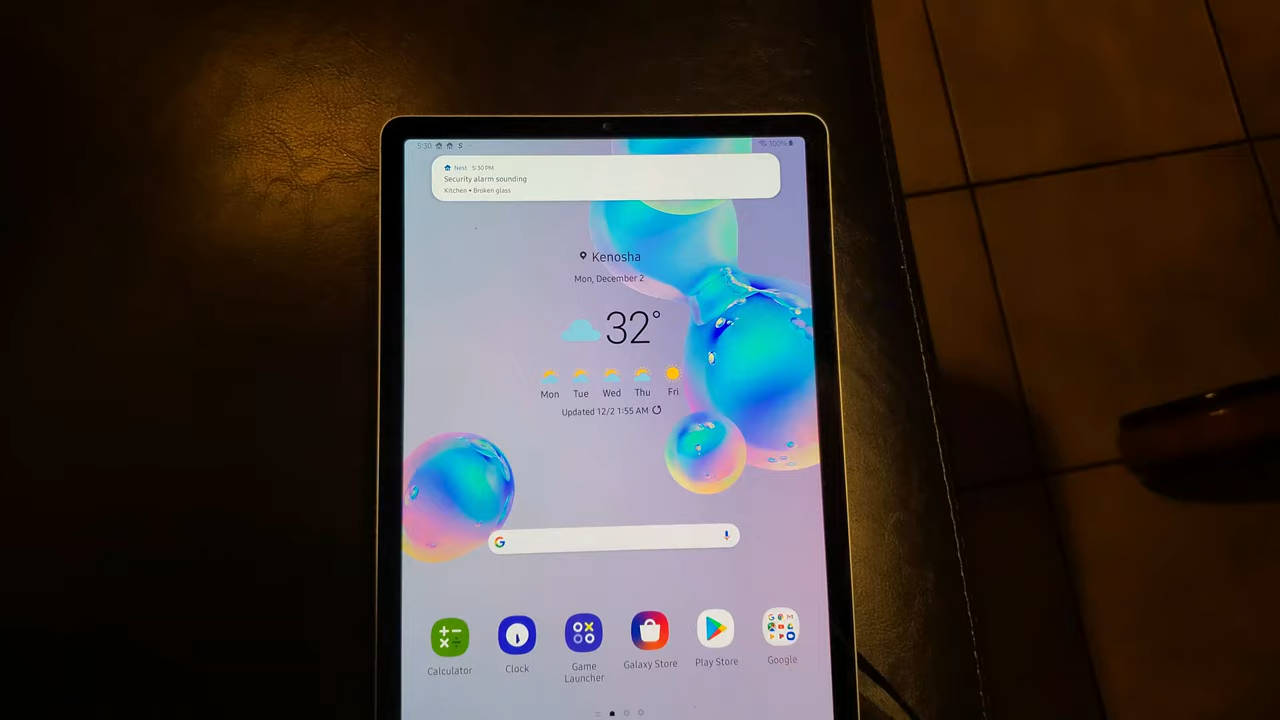 5:30 S 100%
Nest 5:30 PM
Security alarm sounding
Kitchen • Broken glass
Kenosha
Mon, December 2
32°
Mon Tue Wed Thu Fri
Updated 12/2 1:55 AM
G
Calculator Clock Game Launcher Galaxy Store Play Store Google